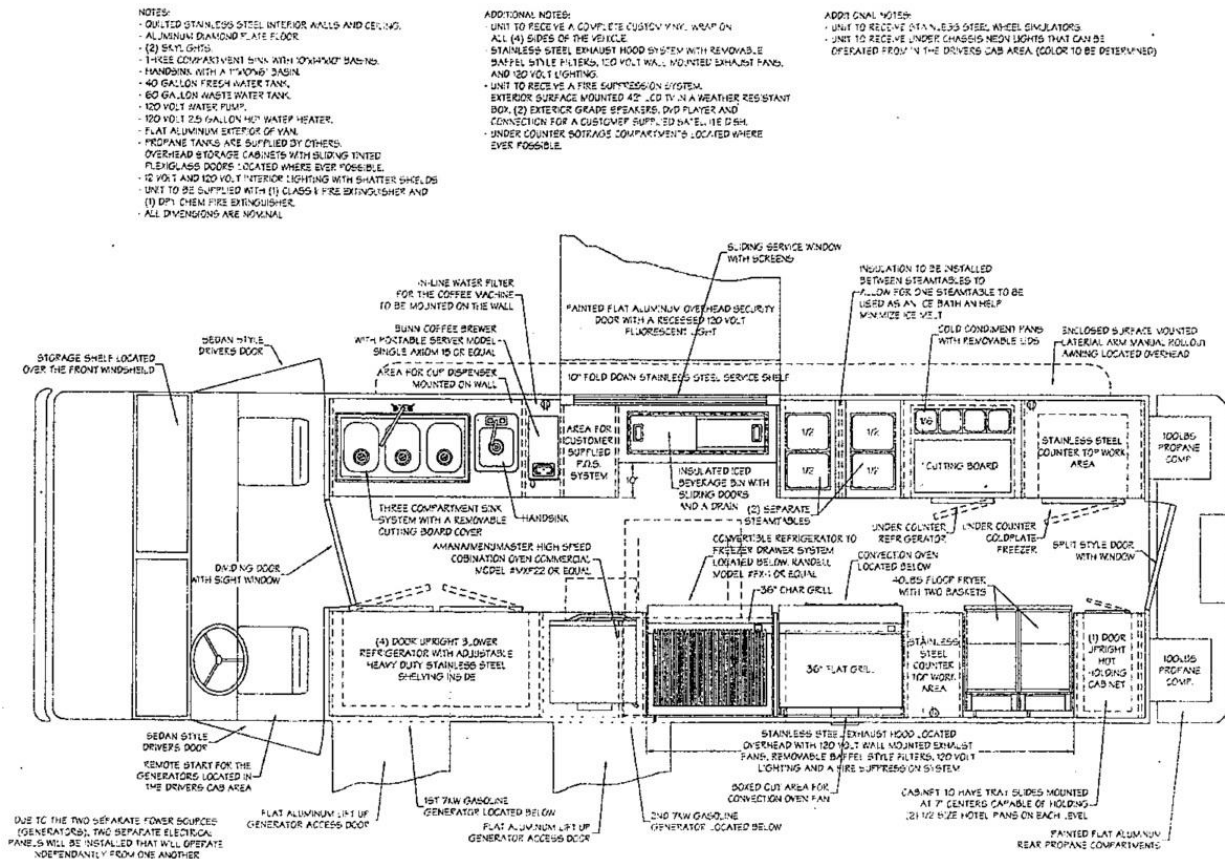 NOTES:
- QUILTED STAINLESS STEEL INTERIOR WALLS AND CEILING.
- ALUMINUM DIAMOND PLATE FLOOR
- (2) SKYLIGHTS.
- THREE COMPARTMENT SINK WITH 10"X14"X10" BASINS.
- HANDSINK WITH A BASIN.
- 40 GALLON FRESH WATER TANK.
- 60 GALLON WASTE WATER TANK.
- 120 VOLT WATER PUMP.
- 120 VOLT 2.5 GALLON HOT WATER HEATER.
- FLAT ALUMINUM EXTERIOR OF VAN.
- PROPANE TANKS ARE SUPPLIED BY OTHERS.
OVERHEAD STORAGE CABINETS WITH SLIDING TINTED
PLEXIGLASS DOORS LOCATED WHERE EVER POSSIBLE.
- 12 VOLT AND 120 VOLT INTERIOR LIGHTING WITH SHATTER SHIELDS
- UNIT TO BE SUPPLIED WITH (1) CLASS K FIRE EXTINGUISHER AND
(1) DRY CHEM FIRE EXTINGUISHER.
- ALL DIMENSIONS ARE NOMINAL
ADDITIONAL NOTES:
- UNIT TO RECEIVE A COMPLETE CUSTOM VINYL WRAP ON
ALL (4) SIDES OF THE VEHICLE.
- STAINLESS STEEL EXHAUST HOOD SYSTEM WITH REMOVABLE
BAFFEL STYLE FILTERS, 120 VOLT WALL MOUNTED EXHAUST FANS,
AND 120 VOLT LIGHTING.
- UNIT TO RECEIVE A FIRE SUPPRESSION SYSTEM.
EXTERIOR SURFACE MOUNTED 42" LCD TV IN A WEATHER RESISTANT
BOX, (2) EXTERIOR GRADE SPEAKERS, DVD PLAYER AND
CONNECTION FOR A CUSTOMER SUPPLIED SATELLITE DISH.
- UNDER COUNTER SOTRAGE COMPARTMENTS LOCATED WHERE
EVER POSSIBLE.
ADDITIONAL NOTES:
- UNIT TO RECEIVE STAINLESS STEEL WHEEL SIMULATORS
- UNIT TO RECEIVE UNDER CHASSIS NEON LIGHTS THAT CAN BE
OPERATED FROM IN THE DRIVERS CAB AREA. (COLOR TO BE DETERMINED)
SLIDING SERVICE WINDOW
WITH SCREENS
IN-LINE WATER FILTER
FOR THE COFFEE MACHINE
TO BE MOUNTED ON THE WALL
PAINTED FLAT ALUMINUM OVERHEAD SECURITY
DOOR WITH A RECESSED 120 VOLT
FLUORESCENT LIGHT
INSULATION TO BE INSTALLED
BETWEEN STEAMTABLES TO
ALLOW FOR ONE STEAMTABLE TO BE
USED AS AN ICE BATH AN HELP
MINIMIZE ICE MELT
COLD CONDIMENT PANS
WITH REMOVABLE LIDS
ENCLOSED SURFACE MOUNTED
LATERIAL ARM MANUAL ROLLOUT
AWNING LOCATED OVERHEAD
SEDAN STYLE
DRIVERS DOOR
BUNN COFFEE BREWER
WITH PORTABLE SERVER MODEL
SINGLE AXIOM 15 OR EQUAL
STORAGE SHELF LOCATED
OVER THE FRONT WINDSHIELD
AREA FOR CUP DISPENSER
MOUNTED ON WALL
10" FOLD DOWN STAINLESS STEEL SERVICE SHELF
AREA FOR
CUSTOMER
SUPPLIED
P.O.S.
SYSTEM
10"
1/2
1/2
1/2
1/2
1/6
CUTTING BOARD
STAINLESS STEEL
COUNTER TOP WORK
AREA
100LBS
PROPANE
COMP.
INSULATED ICED
BEVERAGE BIN WITH
SLIDING DOORS
AND A DRAIN
(2) SEPARATE
STEAMTABLES
THREE COMPARTMENT SINK
SYSTEM WITH A REMOVABLE
CUTTING BOARD COVER
HANDSINK
UNDER COUNTER
REFRIGERATOR
UNDER COUNTER
COLDPLATE
FREEZER
SPLIT STYLE DOOR
WITH WINDOW
DIVIDING DOOR
WITH SIGHT WINDOW
AMANA/MENUMASTER HIGH SPEED
COBINATION OVEN COMMERCIAL
MODEL #MXP22 OR EQUAL
CONVERTIBLE REFRIGERATOR TO
FREEZER DRAWER SYSTEM
LOCATED BELOW. RANDELL
MODEL OR EQUAL
CONVECTION OVEN
LOCATED BELOW
36" CHAR GRILL
40LBS FLOOR FRYER
WITH TWO BASKETS
(4) DOOR UPRIGHT BLOWER
REFRIGERATOR WITH ADJUSTABLE
HEAVY DUTY STAINLESS STEEL
SHELVING INSIDE
36" FLAT GRILL
STAINLESS
STEEL
COUNTER
TOP WORK
AREA
(1) DOOR
UPRIGHT
HOT
HOLDING
CABINET
100LBS
PROPANE
COMP.
SEDAN STYLE
DRIVERS DOOR
REMOTE START FOR THE
GENERATORS LOCATED IN
THE DRIVERS CAB AREA
STAINLESS STEEL EXHAUST HOOD LOCATED
OVERHEAD WITH 120 VOLT WALL MOUNTED EXHAUST
FANS, REMOVABLE BAFFEL STYLE FILTERS, 120 VOLT
LIGHTING AND A FIRE SUPPRESSION SYSTEM
BOXED OUT AREA FOR
CONVECTION OVEN FAN
CABINET TO HAVE TRAY SLIDES MOUNTED
AT 7" CENTERS CAPABLE OF HOLDING
(2) 1/2 SIZE HOTEL PANS ON EACH LEVEL
DUE TO THE TWO SEPARATE POWER SOURCES
(GENERATORS), TWO SEPARATE ELECTRICAL
PANELS WILL BE INSTALLED THAT WILL OPERATE
INDEPENDANTLY FROM ONE ANOTHER
FLAT ALUMINUM LIFT UP
GENERATOR ACCESS DOOR
1ST 7KW GASOLINE
GENERATOR LOCATED BELOW
FLAT ALUMINUM LIFT UP
GENERATOR ACCESS DOOR
2ND 7KW GASOLINE
GENERATOR LOCATED BELOW
PAINTED FLAT ALUMINUM
REAR PROPANE COMPARTMENTS